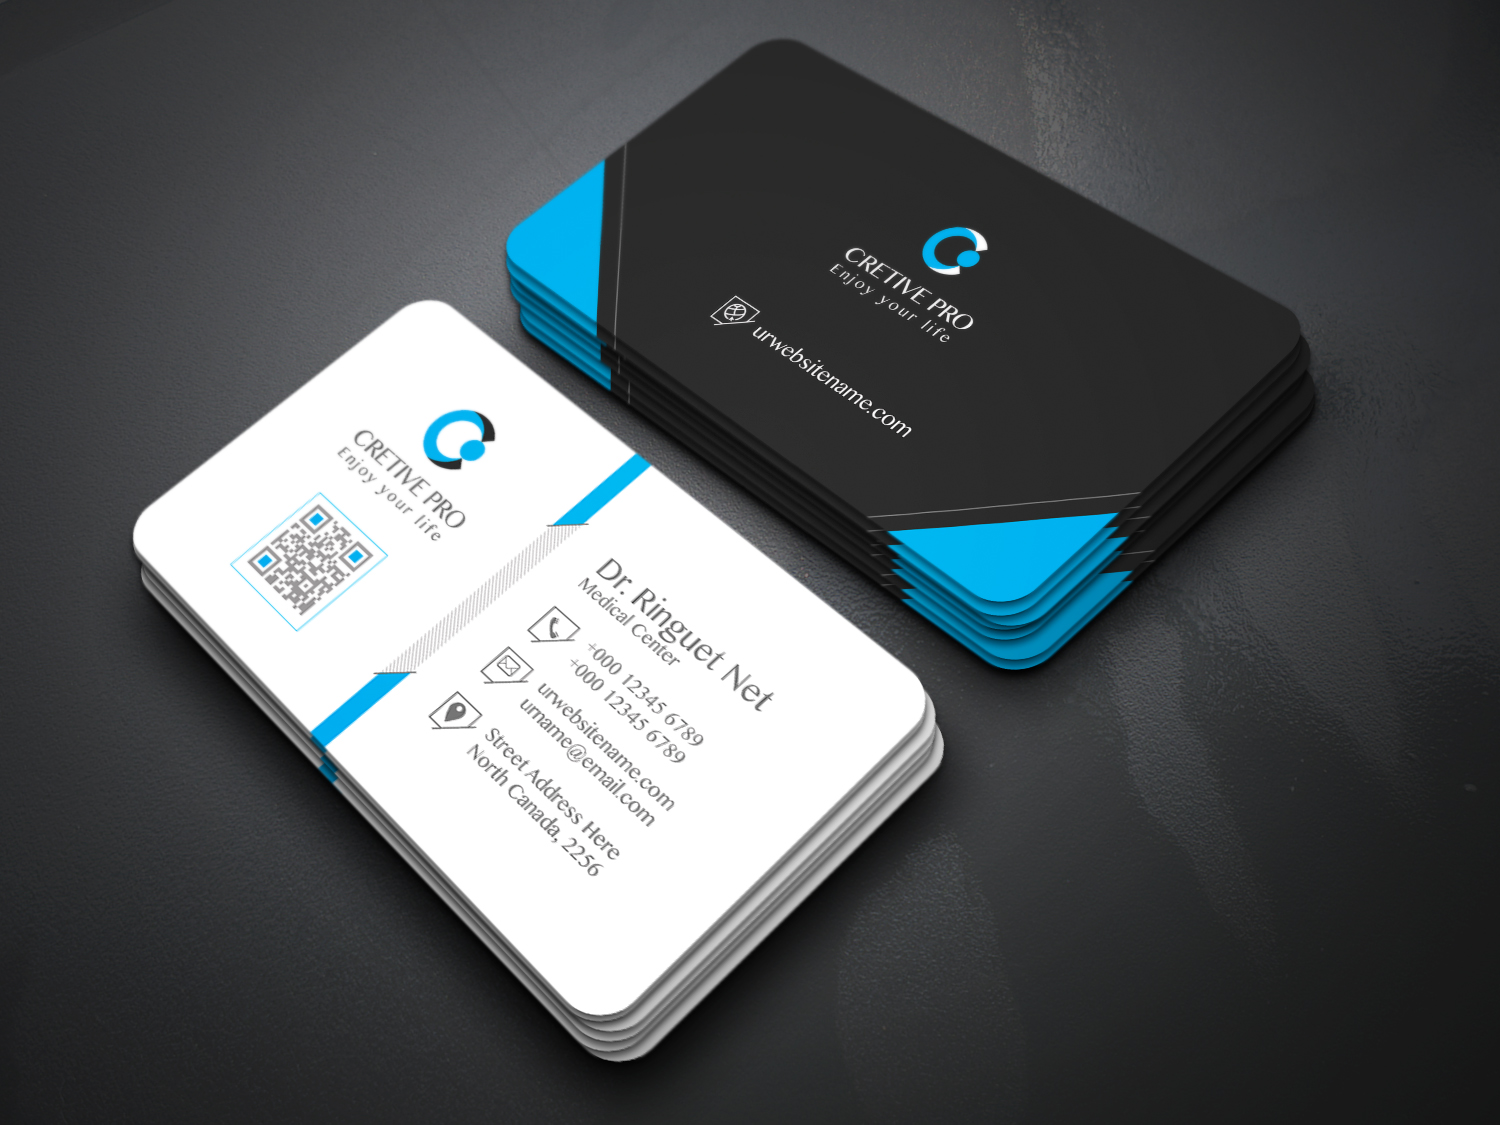 CRETIVE PRO
Enjoy your life
urwebsitename.com
CRETIVE PRO
Enjoy your life
Dr. Ringuet Net
Medical Center
+000 12345 6789
+000 12345 6789
urwebsitename.com
urname@email.com
Street Address Here
North Canada, 2256